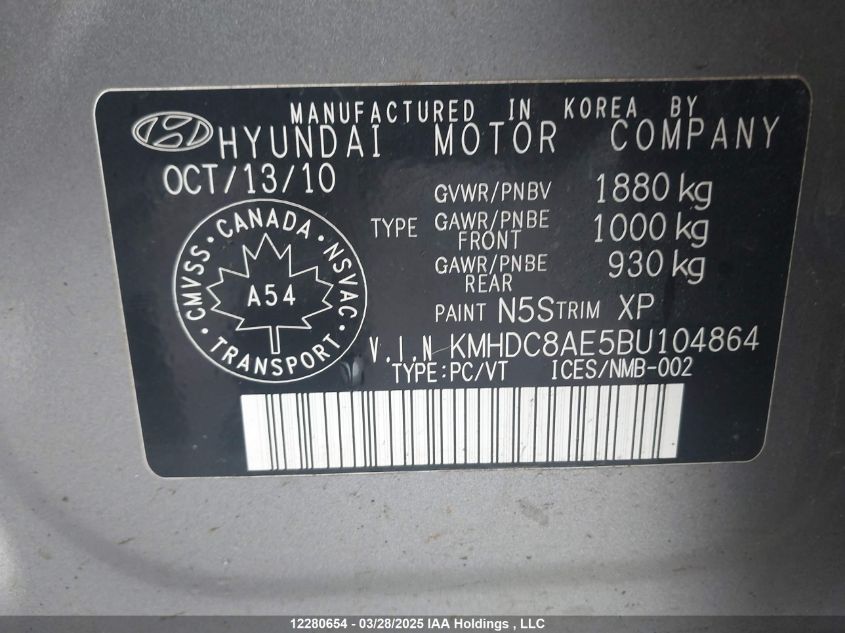 MANUFACTURED IN KOREA BY
HYUNDAI MOTOR COMPANY
OCT/13/10
GVWR/PNBV 1880 kg
TYPE GAWR/PNBE FRONT 1000 kg
GAWR/PNBE REAR 930 kg
PAINT N5S TRIM XP
CMVSS · CANADA · NSVAC · TRANSPORT ·
A54
V.I.N KMHDC8AE5BU104864
TYPE:PC/VT ICES/NMB-002
12280654 - 03/28/2025 IAA Holdings , LLC